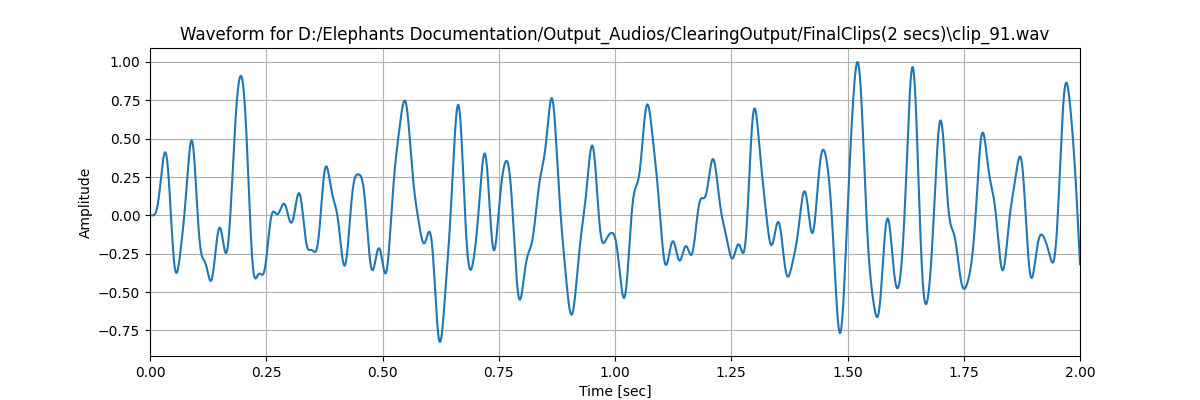 Waveform for D:/Elephants Documentation/Output_Audios/ClearingOutput/FinalClips(2 secs)\clip_91.wav
1.00
0.75
0.50
0.25
0.00
−0.25
−0.50
−0.75
Amplitude
0.00 0.25 0.50 0.75 1.00 1.25 1.50 1.75 2.00
Time [sec]